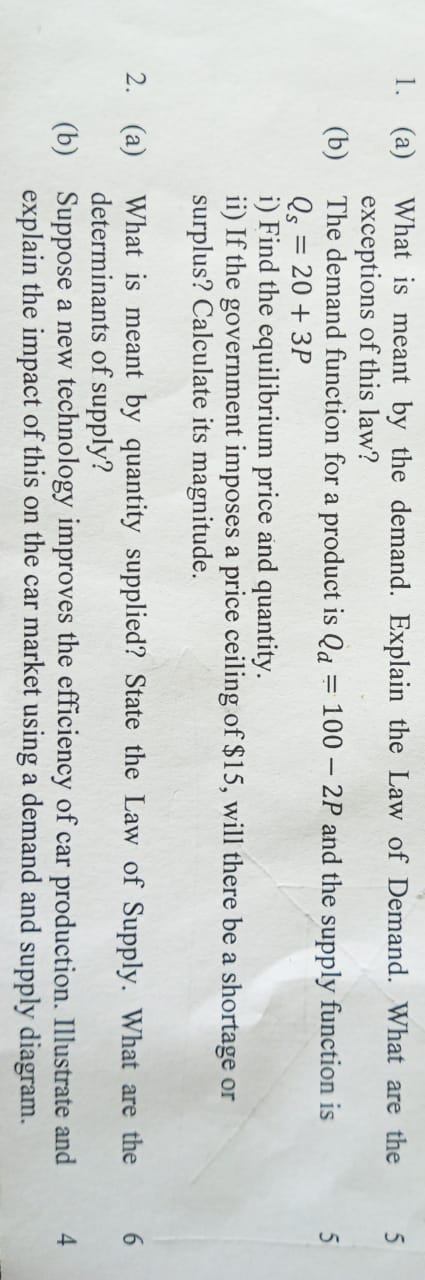 1. (a) What is meant by the demand. Explain the Law of Demand. What are the 5
exceptions of this law?
(b) The demand function for a product is Qd = 100 − 2P and the supply function is 5
Qs = 20 + 3P
i) Find the equilibrium price and quantity.
ii) If the government imposes a price ceiling of $15, will there be a shortage or
surplus? Calculate its magnitude.
2. (a) What is meant by quantity supplied? State the Law of Supply. What are the 6
determinants of supply?
(b) Suppose a new technology improves the efficiency of car production. Illustrate and 4
explain the impact of this on the car market using a demand and supply diagram.